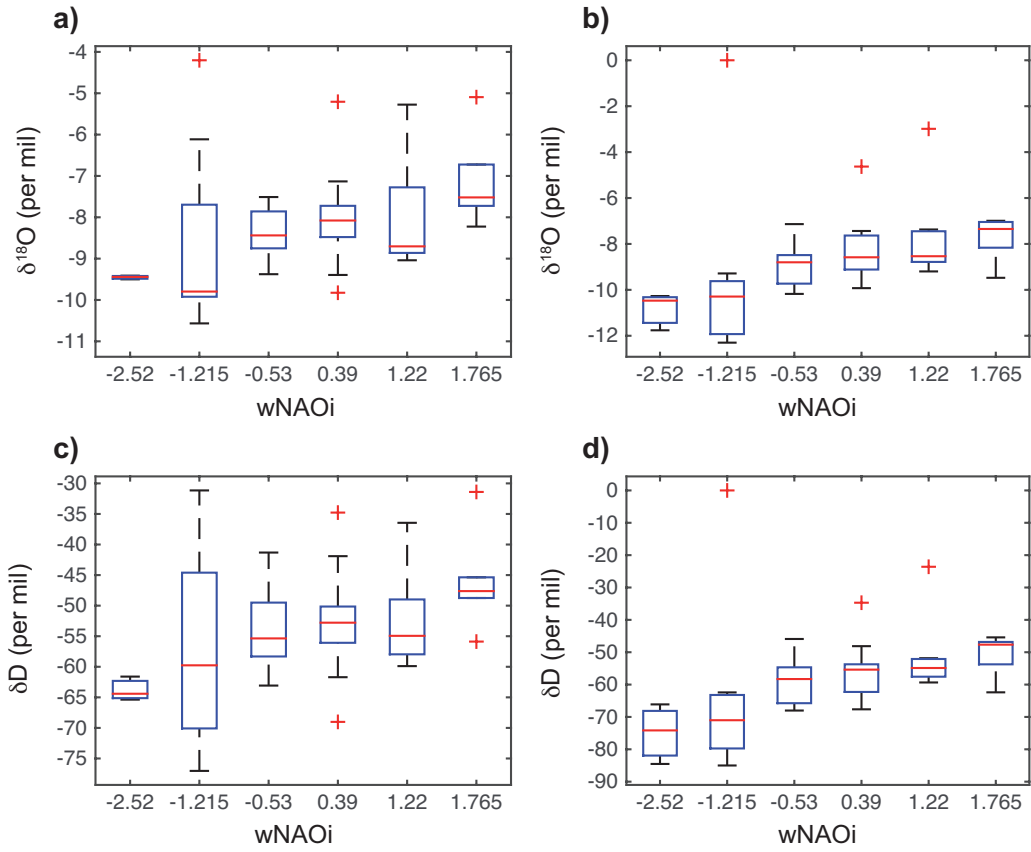 a)
δ¹⁸O (per mil)
-4
-5
-6
-7
-8
-9
-10
-11
-2.52 -1.215 -0.53 0.39 1.22 1.765
wNAOi
b)
δ¹⁸O (per mil)
0
-2
-4
-6
-8
-10
-12
-2.52 -1.215 -0.53 0.39 1.22 1.765
wNAOi
c)
δD (per mil)
-30
-35
-40
-45
-50
-55
-60
-65
-70
-75
-2.52 -1.215 -0.53 0.39 1.22 1.765
wNAOi
d)
δD (per mil)
0
-10
-20
-30
-40
-50
-60
-70
-80
-90
-2.52 -1.215 -0.53 0.39 1.22 1.765
wNAOi